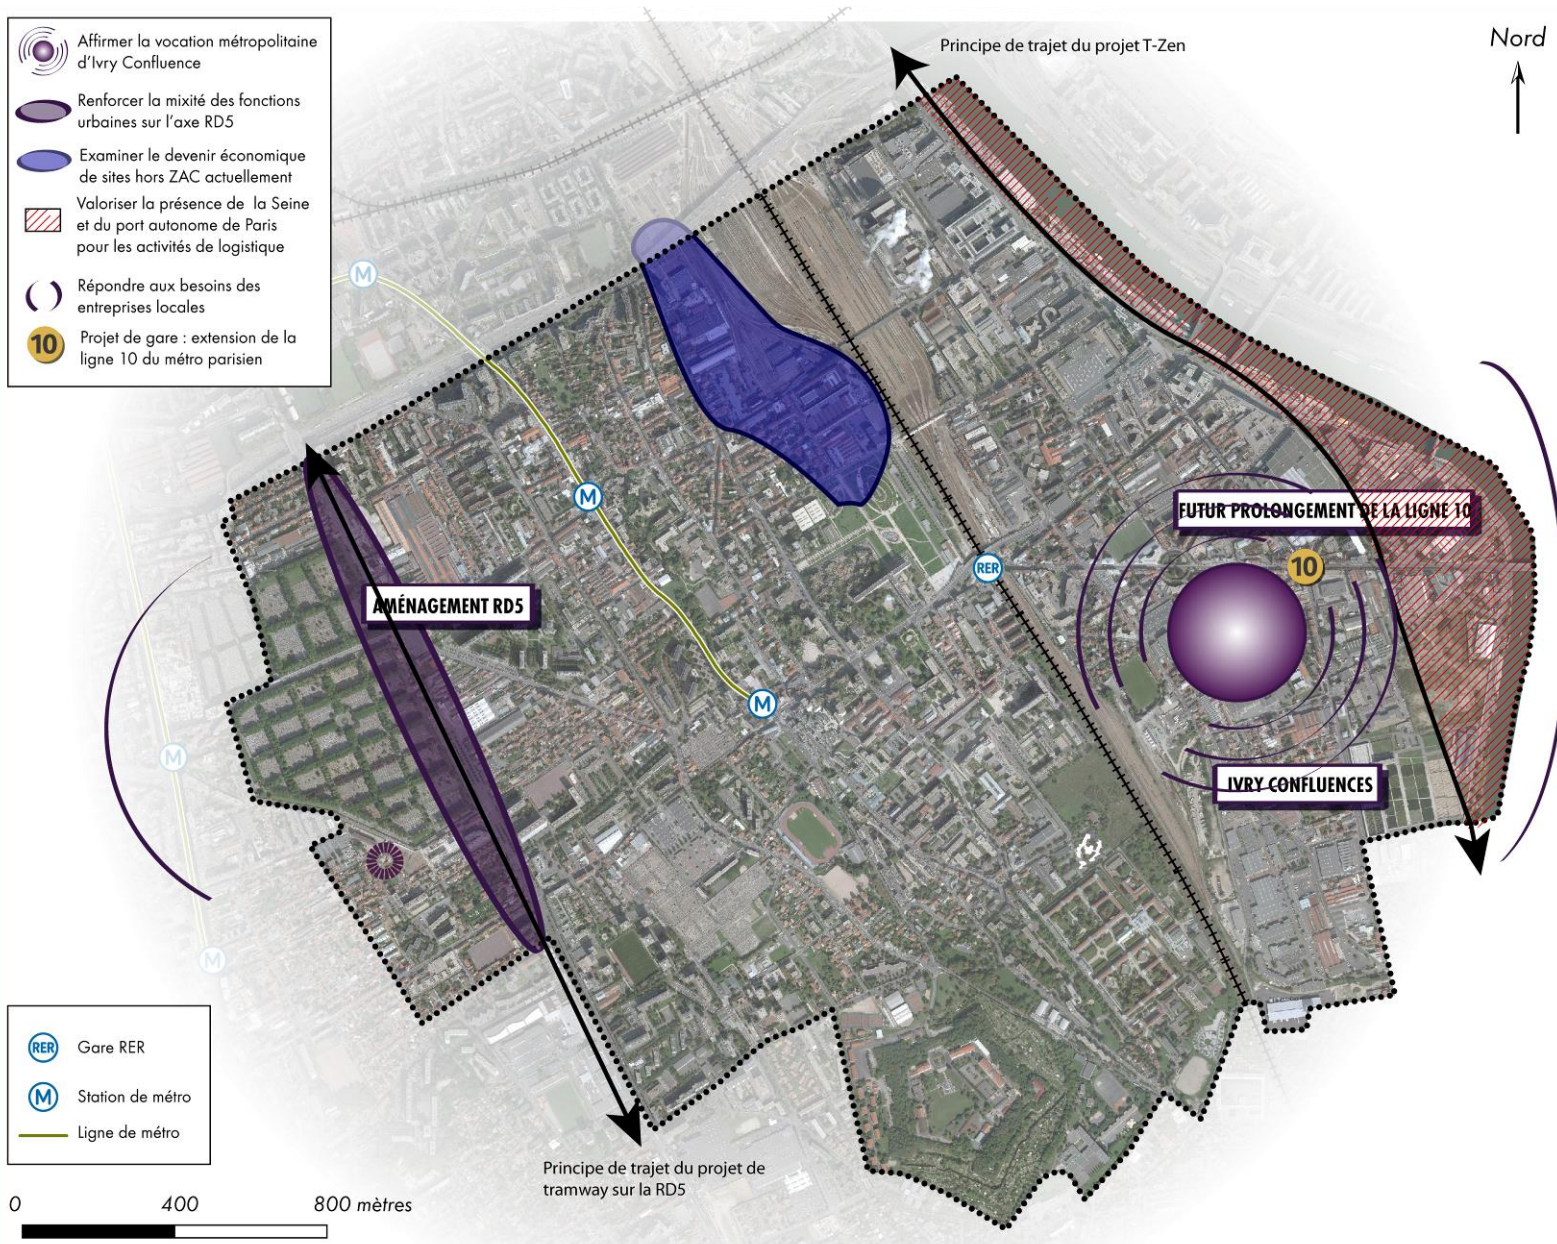 Affirmer la vocation métropolitaine
d'Ivry Confluence
Renforcer la mixité des fonctions
urbaines sur l'axe RD5
Examiner le devenir économique
de sites hors ZAC actuellement
Valoriser la présence de la Seine
et du port autonome de Paris
pour les activités de logistique
Répondre aux besoins des
entreprises locales
10
Projet de gare : extension de la
ligne 10 du métro parisien
Principe de trajet du projet T-Zen
Nord
M
M
FUTUR PROLONGEMENT DE LA LIGNE 10
RER
10
AMÉNAGEMENT RD5
M
M
IVRY CONFLUENCES
M
RER
Gare RER
M
Station de métro
Ligne de métro
Principe de trajet du projet de
tramway sur la RD5
0 400 800 mètres